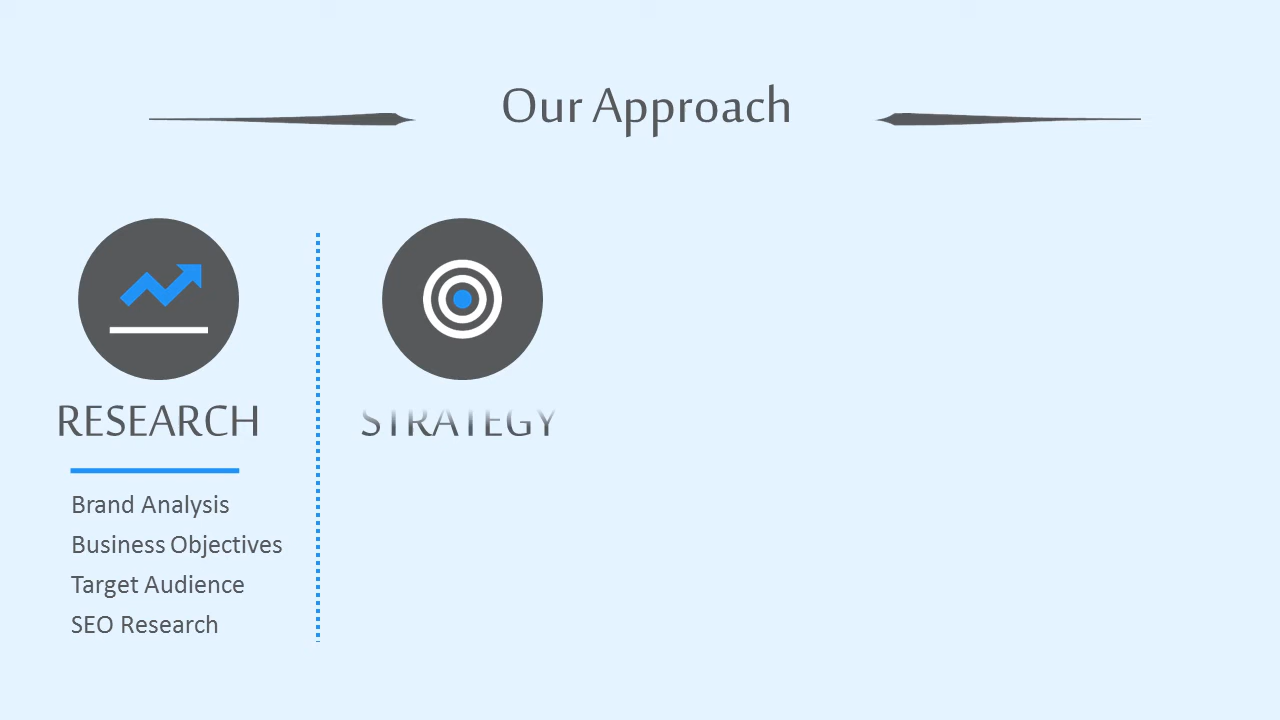 Our Approach
RESEARCH
Brand Analysis
Business Objectives
Target Audience
SEO Research
STRATEGY